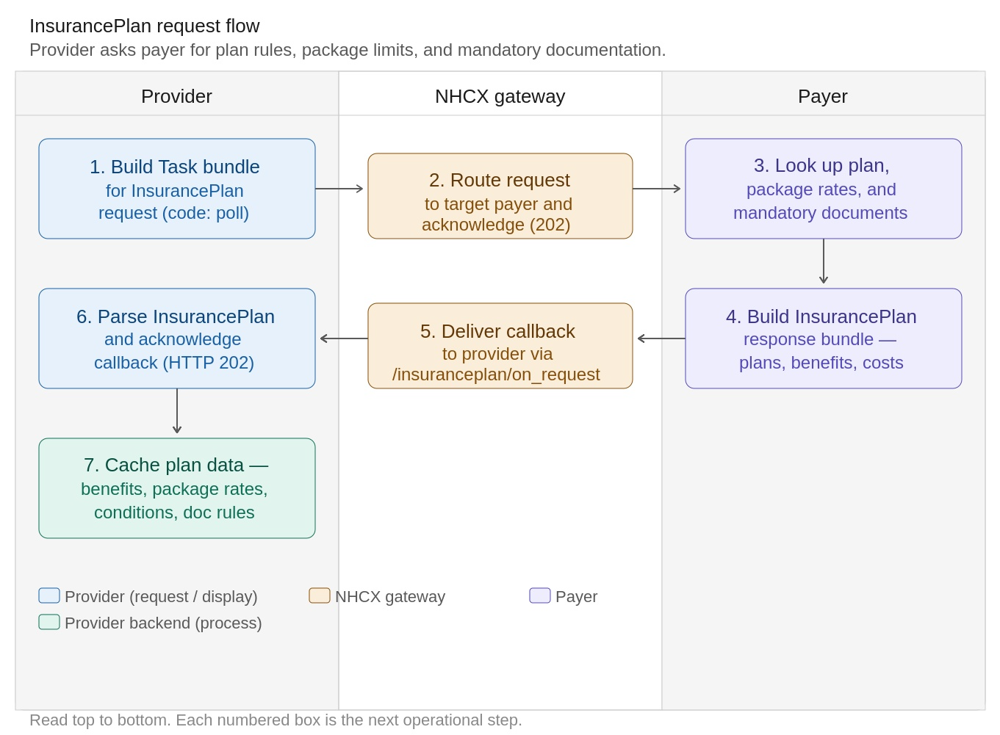 InsurancePlan request flow
Provider asks payer for plan rules, package limits, and mandatory documentation.
Provider
NHCX gateway
Payer
1. Build Task bundle
for InsurancePlan
request (code: poll)
2. Route request
to target payer and
acknowledge (202)
3. Look up plan,
package rates, and
mandatory documents
4. Build InsurancePlan
response bundle —
plans, benefits, costs
5. Deliver callback
to provider via
/insuranceplan/on_request
6. Parse InsurancePlan
and acknowledge
callback (HTTP 202)
7. Cache plan data —
benefits, package rates,
conditions, doc rules
Provider (request / display)
NHCX gateway
Payer
Provider backend (process)
Read top to bottom. Each numbered box is the next operational step.